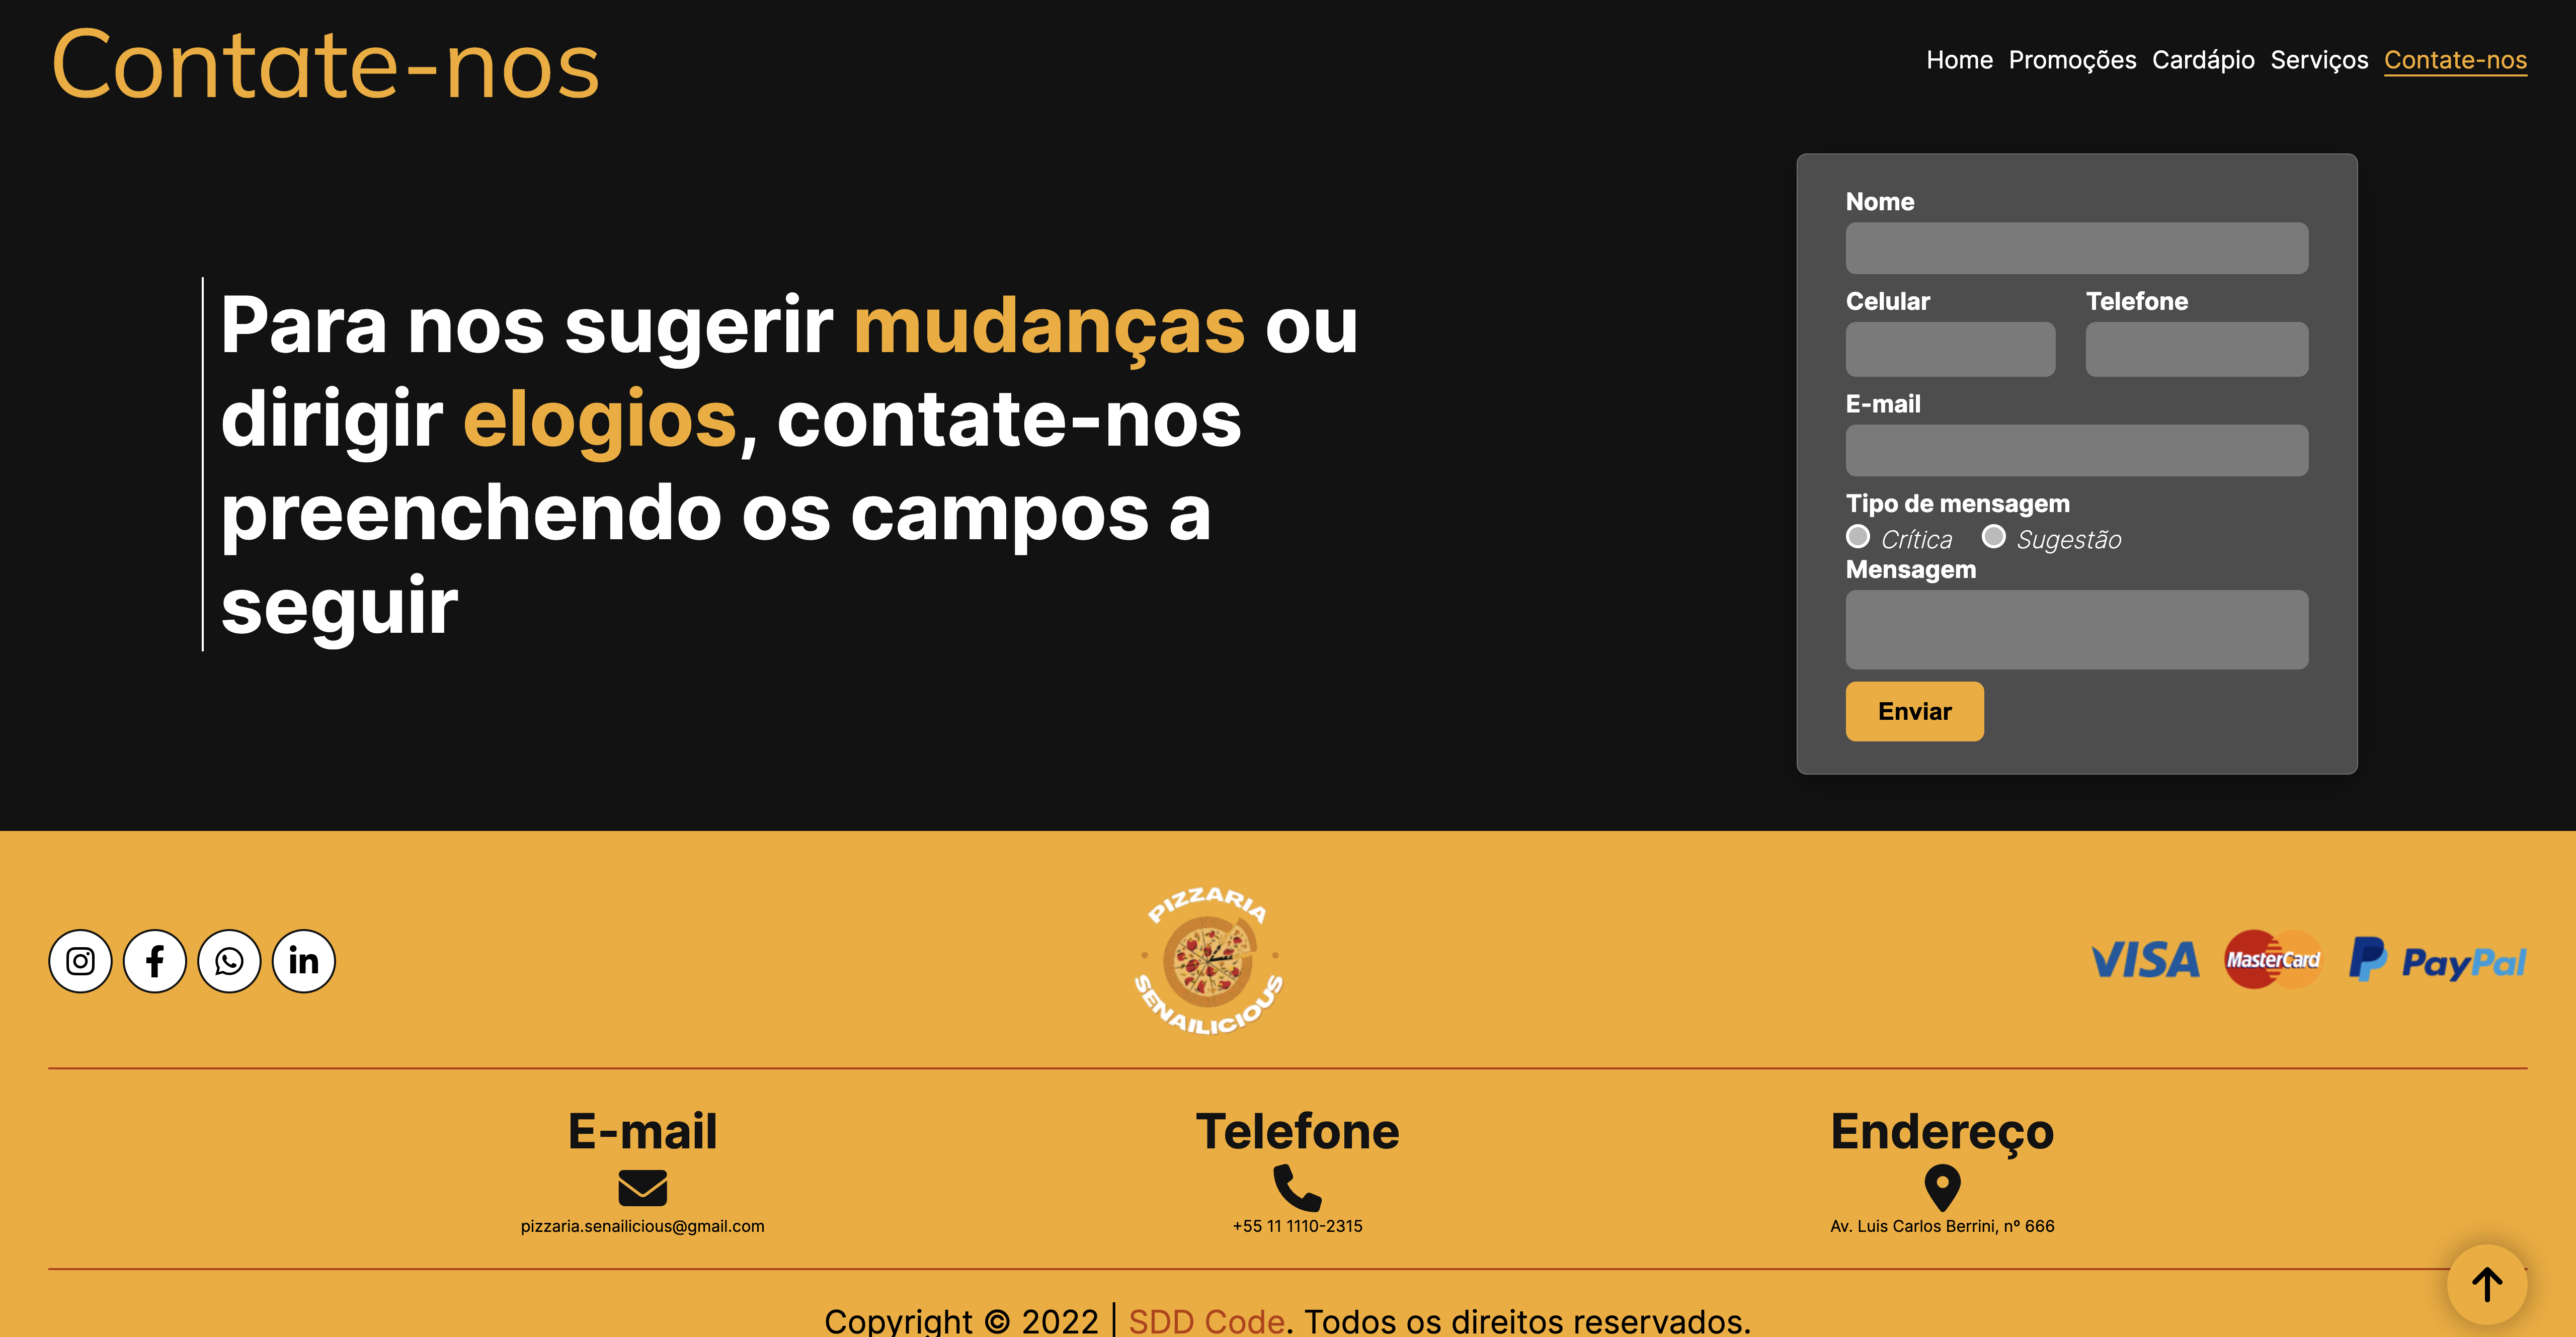 Contate-nos
Home Promoções Cardápio Serviços Contate-nos
Para nos sugerir mudanças ou
dirigir elogios, contate-nos
preenchendo os campos a
seguir
Nome
Celular Telefone
E-mail
Tipo de mensagem
Crítica Sugestão
Mensagem
Enviar
PIZZARIA
SENAILICIOUS
VISA MasterCard PayPal
E-mail
pizzaria.senailicious@gmail.com
Telefone
+55 11 1110-2315
Endereço
Av. Luis Carlos Berrini, nº 666
Copyright © 2022 | SDD Code. Todos os direitos reservados.